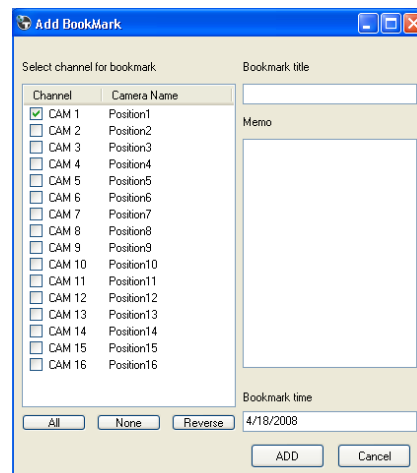 Add BookMark
Select channel for bookmark
Channel Camera Name
CAM 1 Position1
CAM 2 Position2
CAM 3 Position3
CAM 4 Position4
CAM 5 Position5
CAM 6 Position6
CAM 7 Position7
CAM 8 Position8
CAM 9 Position9
CAM 10 Position10
CAM 11 Position11
CAM 12 Position12
CAM 13 Position13
CAM 14 Position14
CAM 15 Position15
CAM 16 Position16
All None Reverse
Bookmark title
Memo
Bookmark time
4/18/2008
ADD Cancel